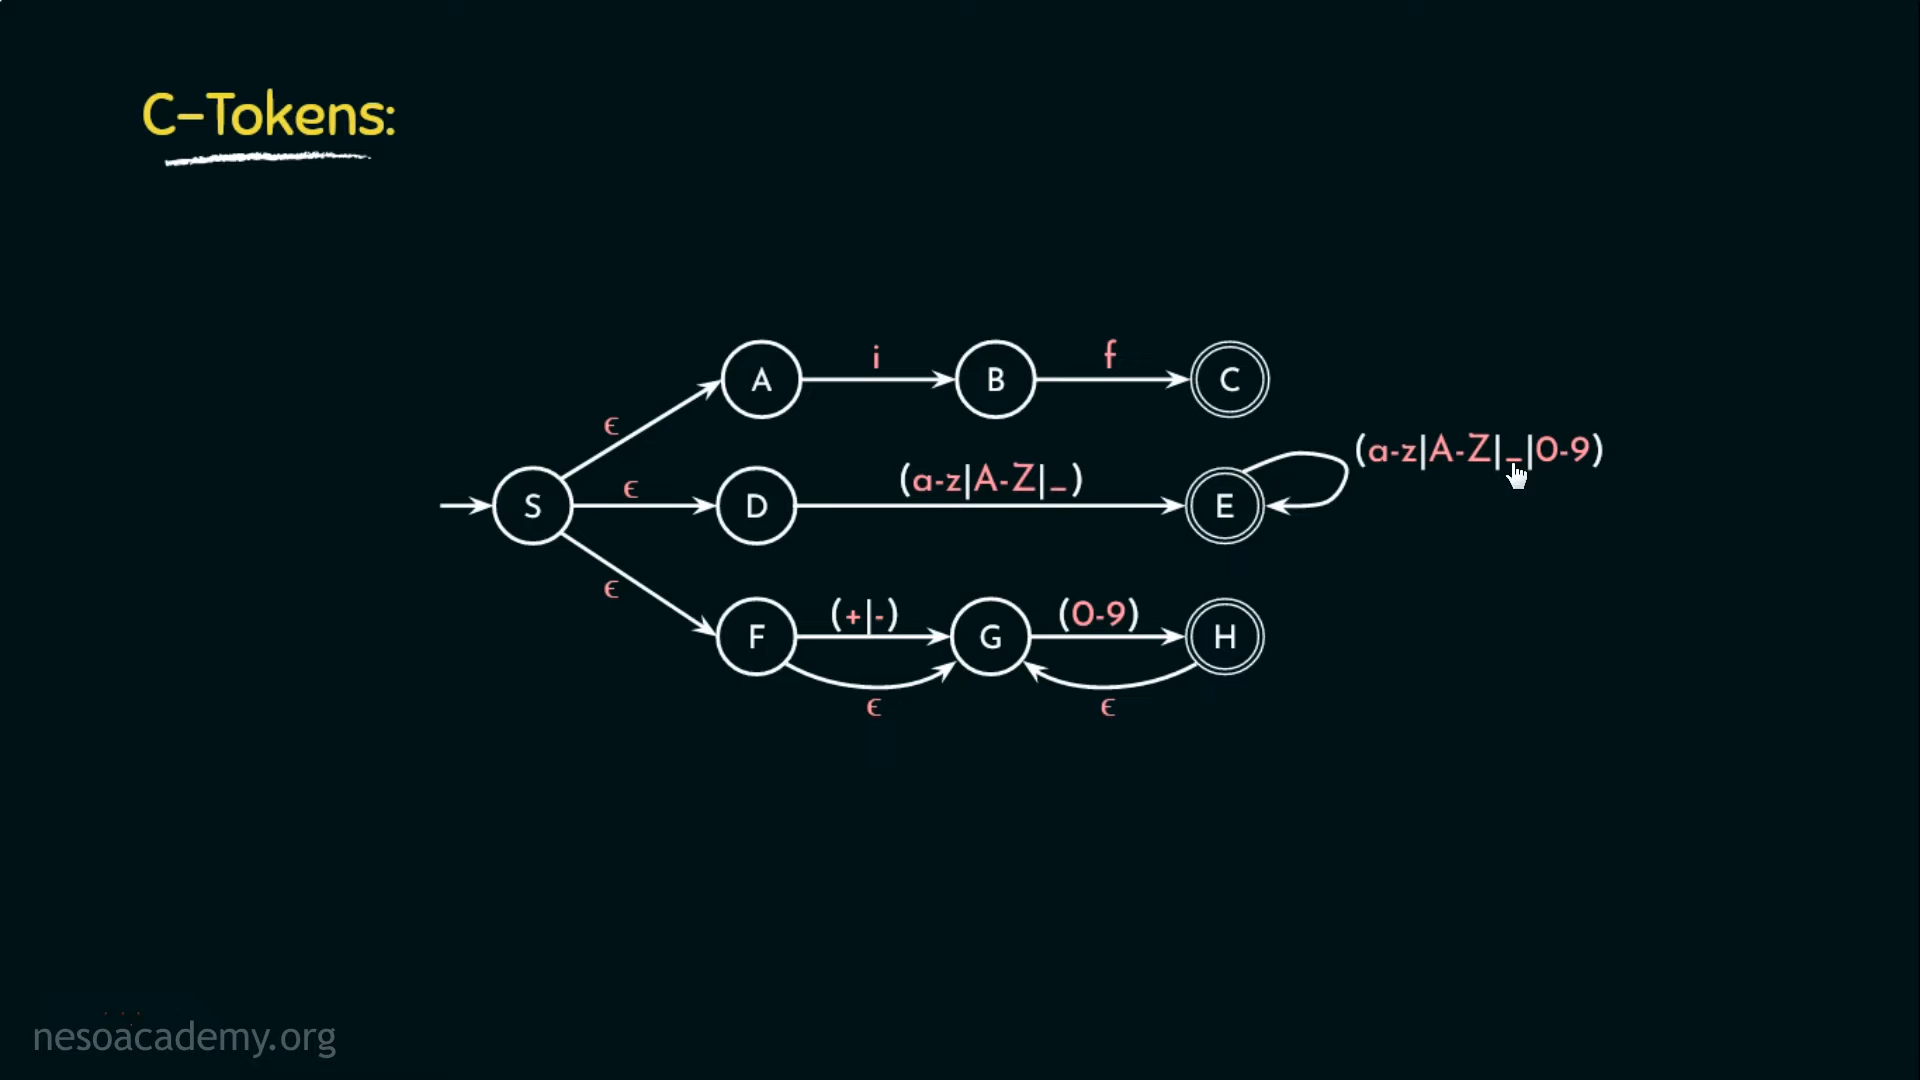 C-Tokens:
i
f
A
B
C
ϵ
(a-z|A-Z|_|0-9)
ϵ
(a-z|A-Z|_)
S
D
E
ϵ
(+|-)
(0-9)
F
G
H
ϵ
ϵ
nesoacademy.org